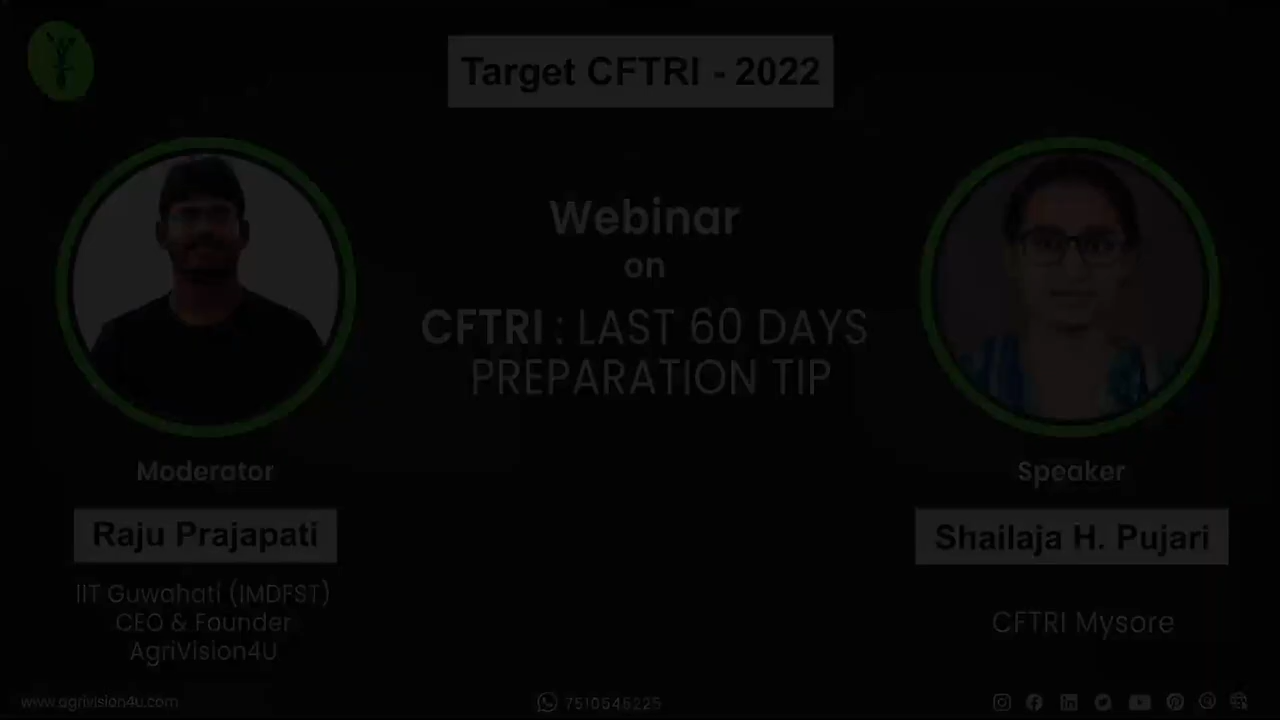 Target CFTRI - 2022
Webinar
on
CFTRI : LAST 60 DAYS
PREPARATION TIP
Moderator
Raju Prajapati
IIT Guwahati (IMDFST)
CEO & Founder
AgriVision4U
Speaker
Shailaja H. Pujari
CFTRI Mysore
www.agrivision4u.com
7510546225